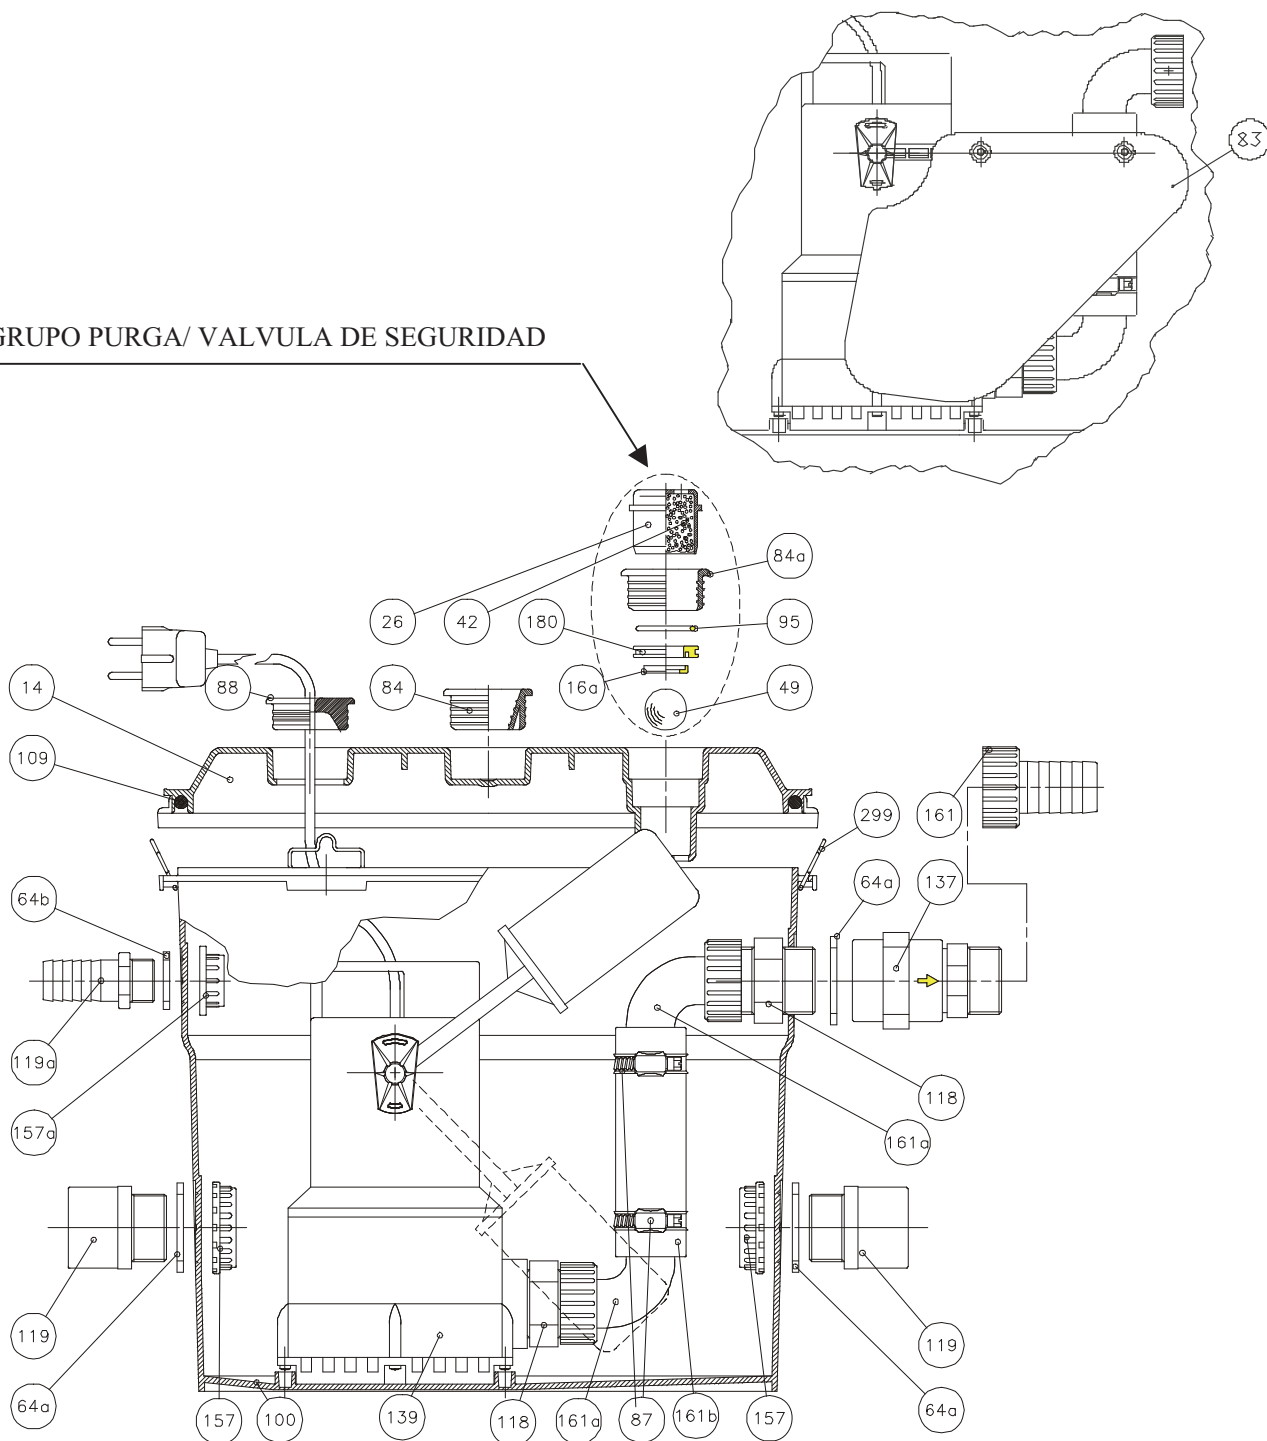 83
GRUPO PURGA/ VALVULA DE SEGURIDAD
84a
26 42 180 95
14 88 84 16a 49
109
299 161
64b 64a 137
119a
118
157a 161a
119 119
64a 157 100 139 118 161a 87 161b 157 64a